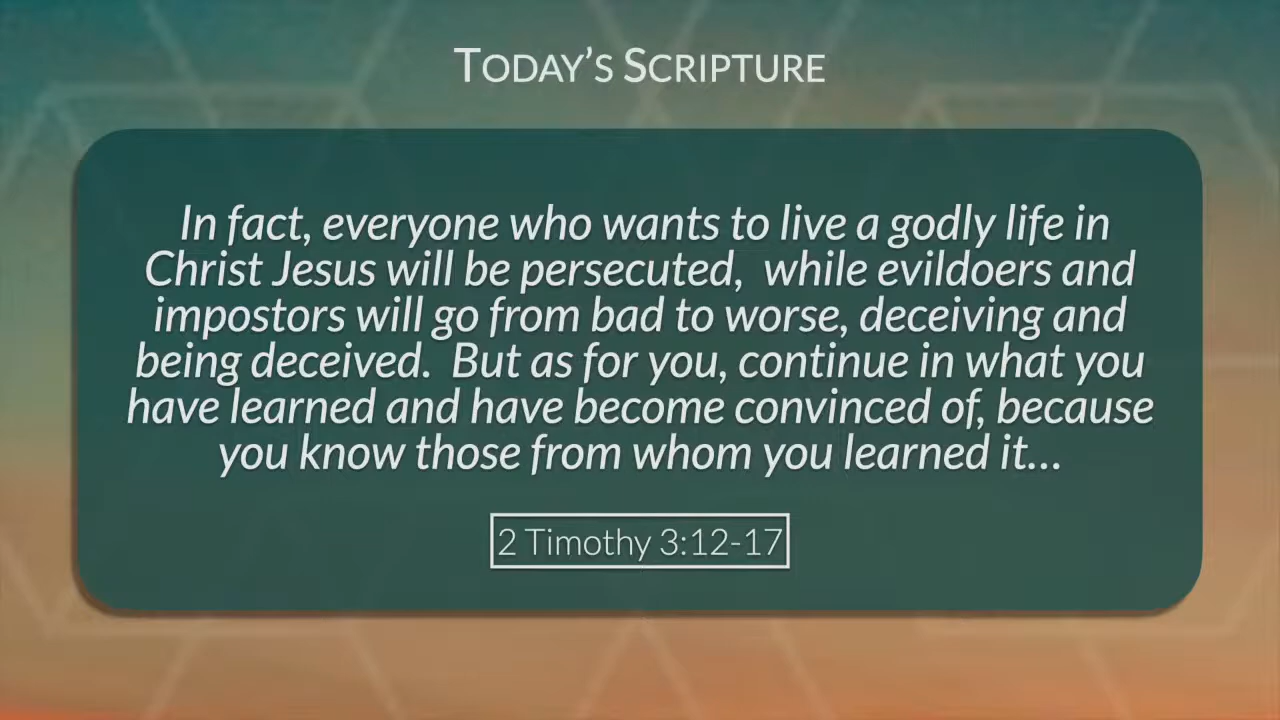 Today's Scripture
In fact, everyone who wants to live a godly life in
Christ Jesus will be persecuted,  while evildoers and
impostors will go from bad to worse, deceiving and
being deceived.  But as for you, continue in what you
have learned and have become convinced of, because
you know those from whom you learned it...
2 Timothy 3:12-17